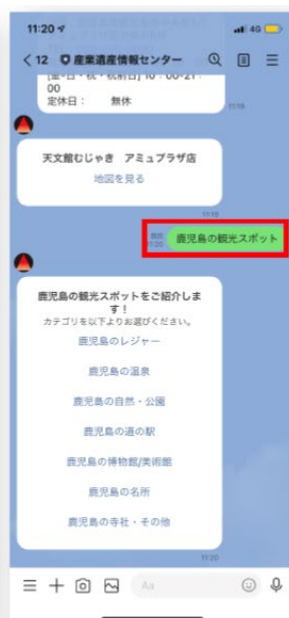 11:20
4G
12 産業遺産情報センター
[金・日・祝・祝前日] 10:00-21:
00
定休日： 無休
11:19
天文館むじゃき アミュプラザ店
地図を見る
11:19
既読
11:20
鹿児島の観光スポット
鹿児島の観光スポットをご紹介しま
す！
カテゴリを以下よりお選びください。
鹿児島のレジャー
鹿児島の温泉
鹿児島の自然・公園
鹿児島の道の駅
鹿児島の博物館/美術館
鹿児島の名所
鹿児島の寺社・その他
11:20
Aa